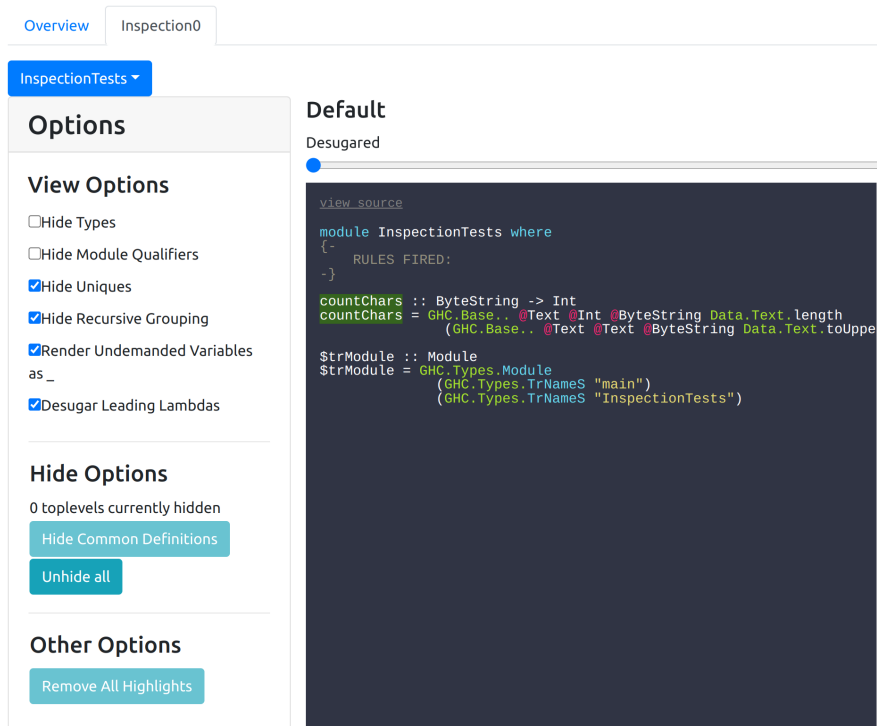 Overview
Inspection0
InspectionTests
Options
View Options
Hide Types
Hide Module Qualifiers
Hide Uniques
Hide Recursive Grouping
Render Undemanded Variables
as _
Desugar Leading Lambdas
Hide Options
0 toplevels currently hidden
Hide Common Definitions
Unhide all
Other Options
Remove All Highlights
Default
Desugared
view source
module InspectionTests where
{-
RULES FIRED:
-}
countChars :: ByteString -> Int
countChars = GHC.Base.. @Text @Int @ByteString Data.Text.length
(GHC.Base.. @Text @Text @ByteString Data.Text.toUppe
$trModule :: Module
$trModule = GHC.Types.Module
(GHC.Types.TrNameS "main")
(GHC.Types.TrNameS "InspectionTests")